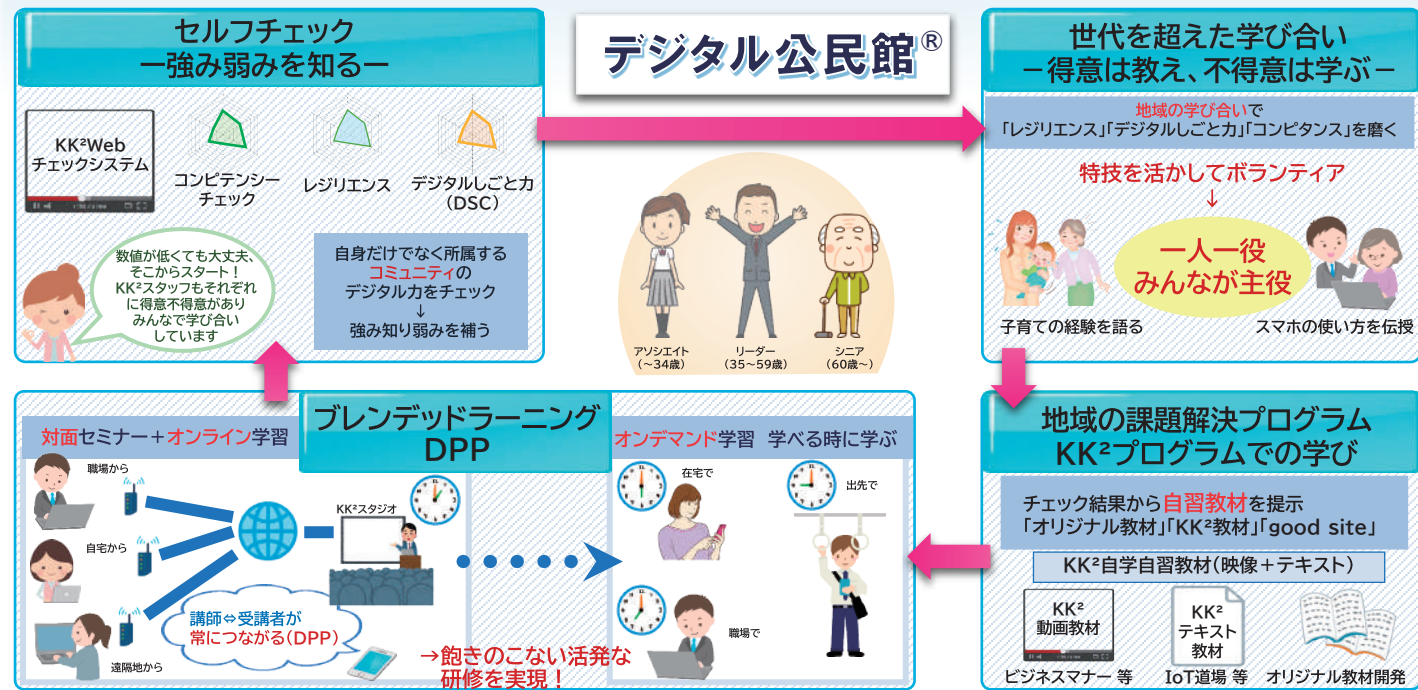 デジタル公民館®
セルフチェック
ー強み弱みを知るー
KK²Web
チェックシステム
コンピテンシー
チェック
レジリエンス
デジタルしごと力
（DSC）
数値が低くても大丈夫、
そこからスタート！
KK²スタッフもそれぞれ
に得意不得意があり
みんなで学び合い
しています
自身だけでなく所属する
コミュニティの
デジタル力をチェック
↓
強み知り弱みを補う
アソシエイト
（～34歳）
リーダー
（35～59歳）
シニア
（60歳～）
世代を超えた学び合い
－得意は教え、不得意は学ぶ－
地域の学び合いで
「レジリエンス」「デジタルしごと力」「コンピタンス」を磨く
特技を活かしてボランティア
↓
一人一役
みんなが主役
子育ての経験を語る
スマホの使い方を伝授
地域の課題解決プログラム
KK²プログラムでの学び
チェック結果から自習教材を提示
「オリジナル教材」「KK²教材」「good site」
KK²自学自習教材（映像＋テキスト）
KK²
動画教材
ビジネスマナー 等
KK²
テキスト
教材
IoT道場 等
オリジナル教材開発
ブレンデッドラーニング
DPP
対面セミナー＋オンライン学習
職場から
自宅から
遠隔地から
KK²スタジオ
講師⇔受講者が
常につながる（DPP）
→飽きのこない活発な
研修を実現！
オンデマンド学習 学べる時に学ぶ
在宅で
出先で
職場で